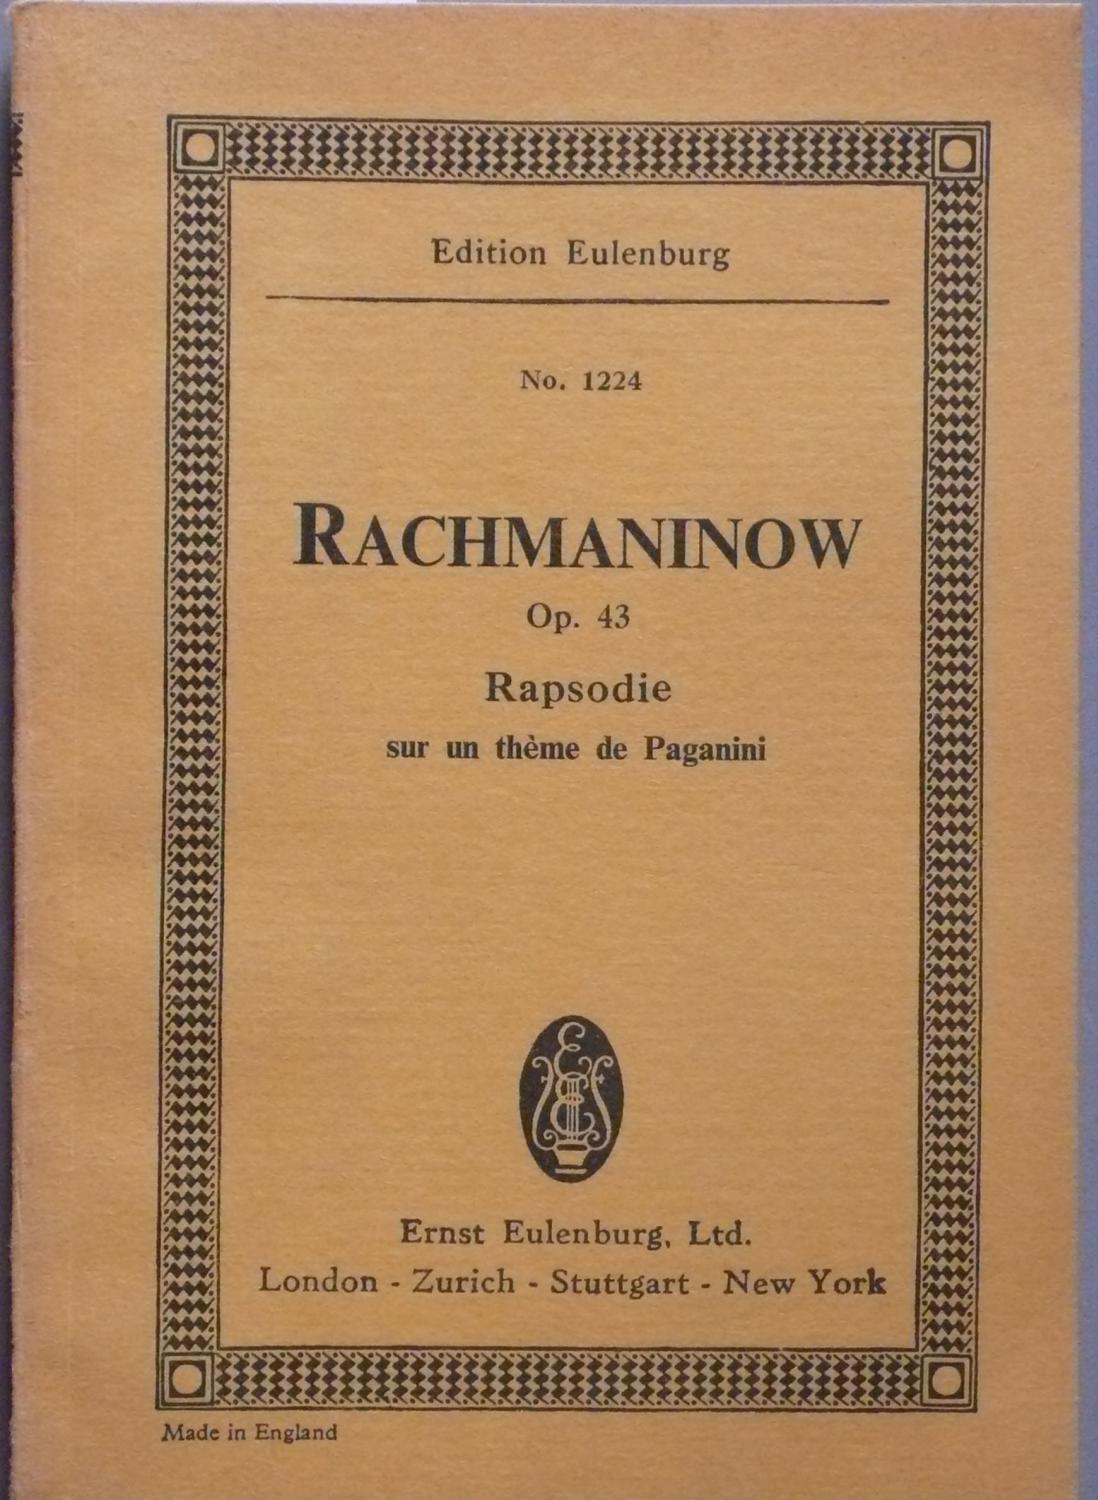 Edition Eulenburg
No. 1224
RACHMANINOW
Op. 43
Rapsodie
sur un thème de Paganini
Ernst Eulenburg, Ltd.
London - Zurich - Stuttgart - New York
Made in England